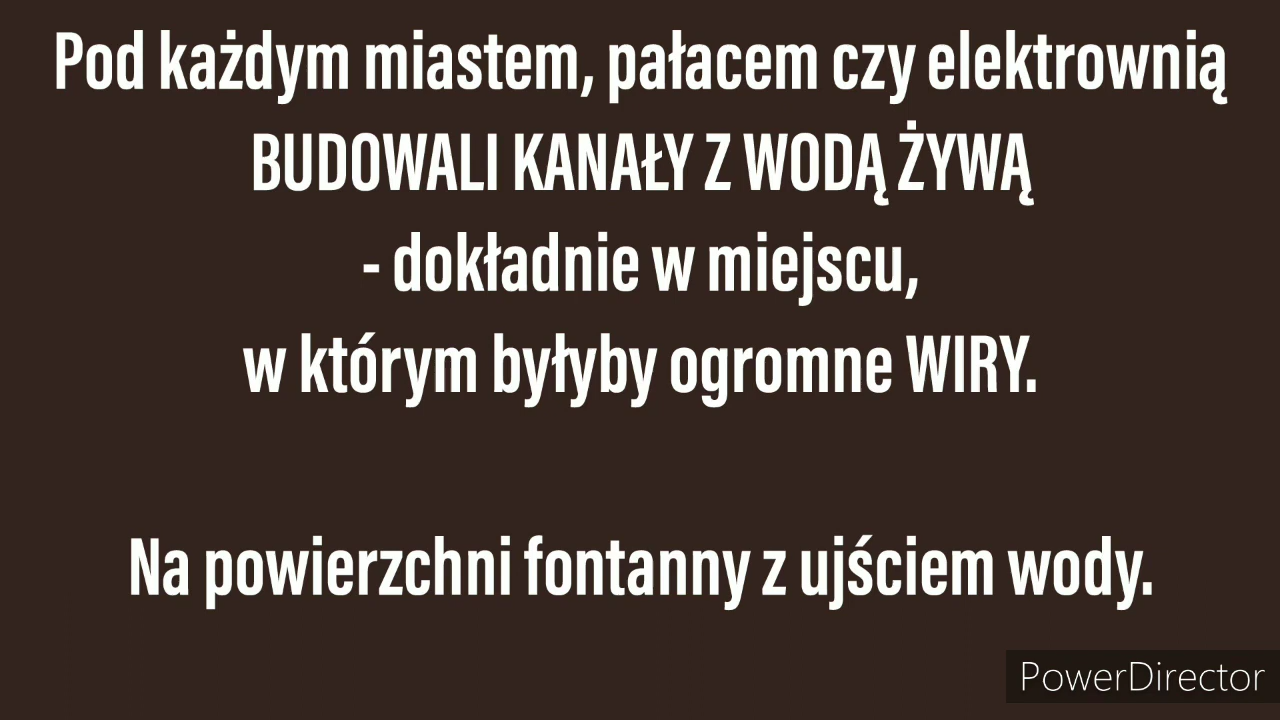 Pod każdym miastem, pałacem czy elektrownią
BUDOWALI KANAŁY Z WODĄ ŻYWĄ
- dokładnie w miejscu,
w którym byłyby ogromne WIRY.
Na powierzchni fontanny z ujściem wody.
PowerDirector